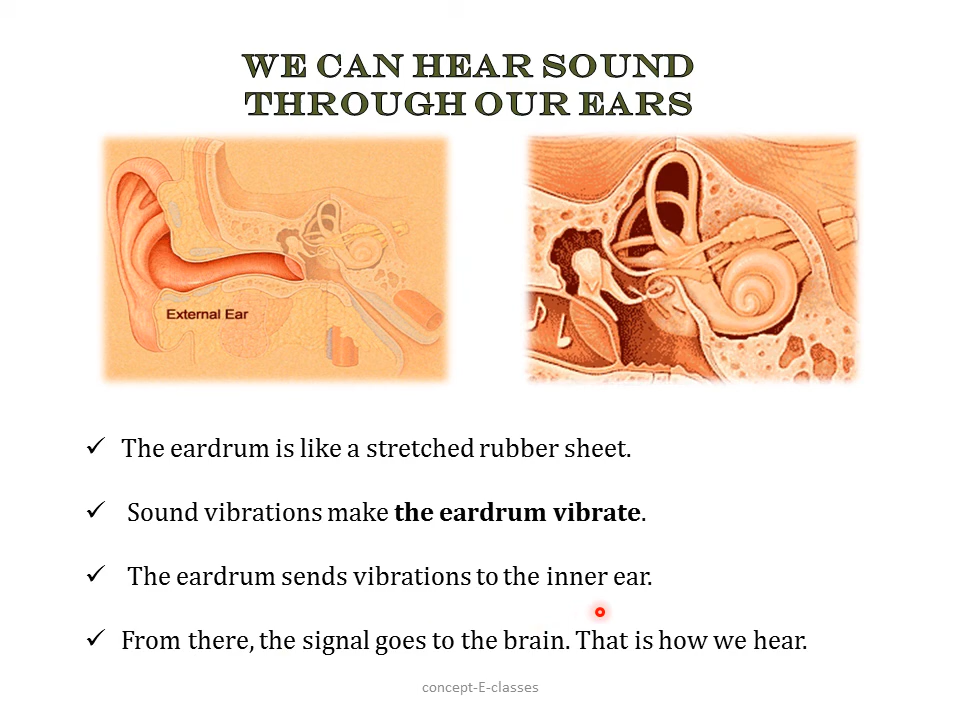 WE CAN HEAR SOUND
THROUGH OUR EARS
External Ear
✓ The eardrum is like a stretched rubber sheet.
✓ Sound vibrations make the eardrum vibrate.
✓ The eardrum sends vibrations to the inner ear.
✓ From there, the signal goes to the brain. That is how we hear.
concept-E-classes